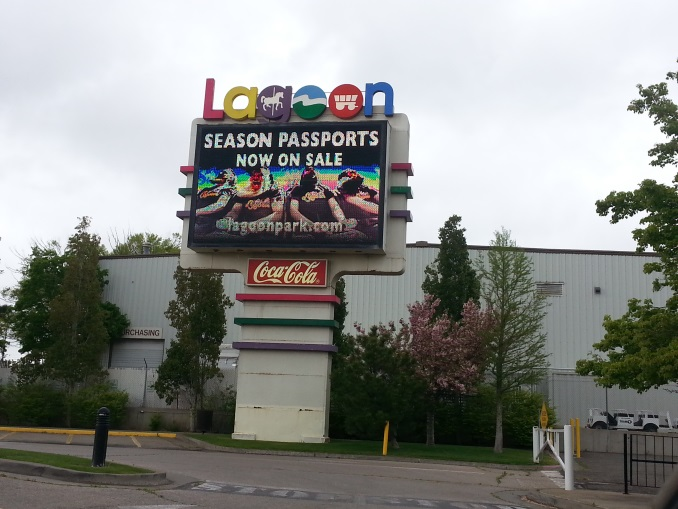 Lagoon
SEASON PASSPORTS
NOW ON SALE
lagoonpark.com
Coca-Cola
PURCHASING